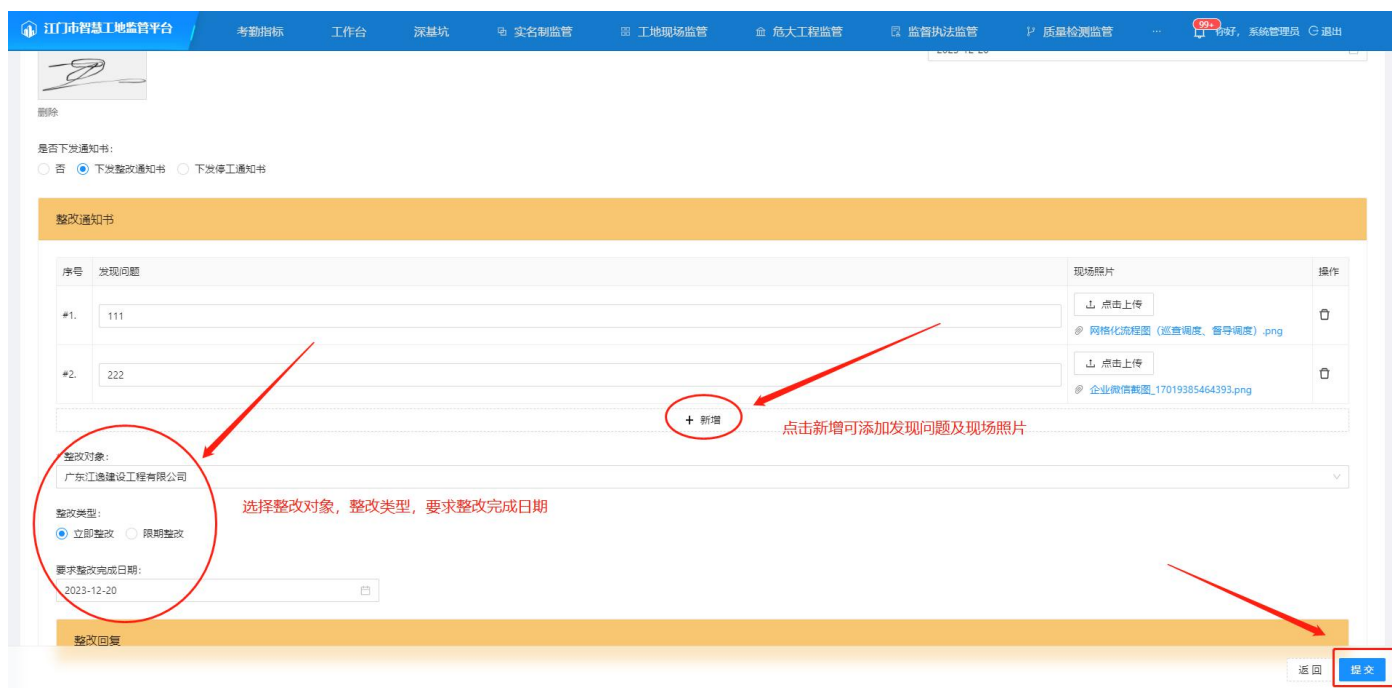 江门市智慧工地监管平台 考勤指标 工作台 深基坑 实名制监管 工地现场监管 危大工程监管 监督执法监管 质量检测监管 ... 99+ 你好，系统管理员 退出
2023-12-20
删除
是否下发通知书:
否 下发整改通知书 下发停工通知书
整改通知书
序号 发现问题 现场照片 操作
#1. 111 点击上传
网格化流程图（巡查调度、督导调度）.png
#2. 222 点击上传
企业微信截图_17019385464393.png
+ 新增
点击新增可添加发现问题及现场照片
* 整改对象:
广东江逸建设工程有限公司
选择整改对象，整改类型，要求整改完成日期
整改类型:
立即整改 限期整改
要求整改完成日期:
2023-12-20
整改回复
返回 提交